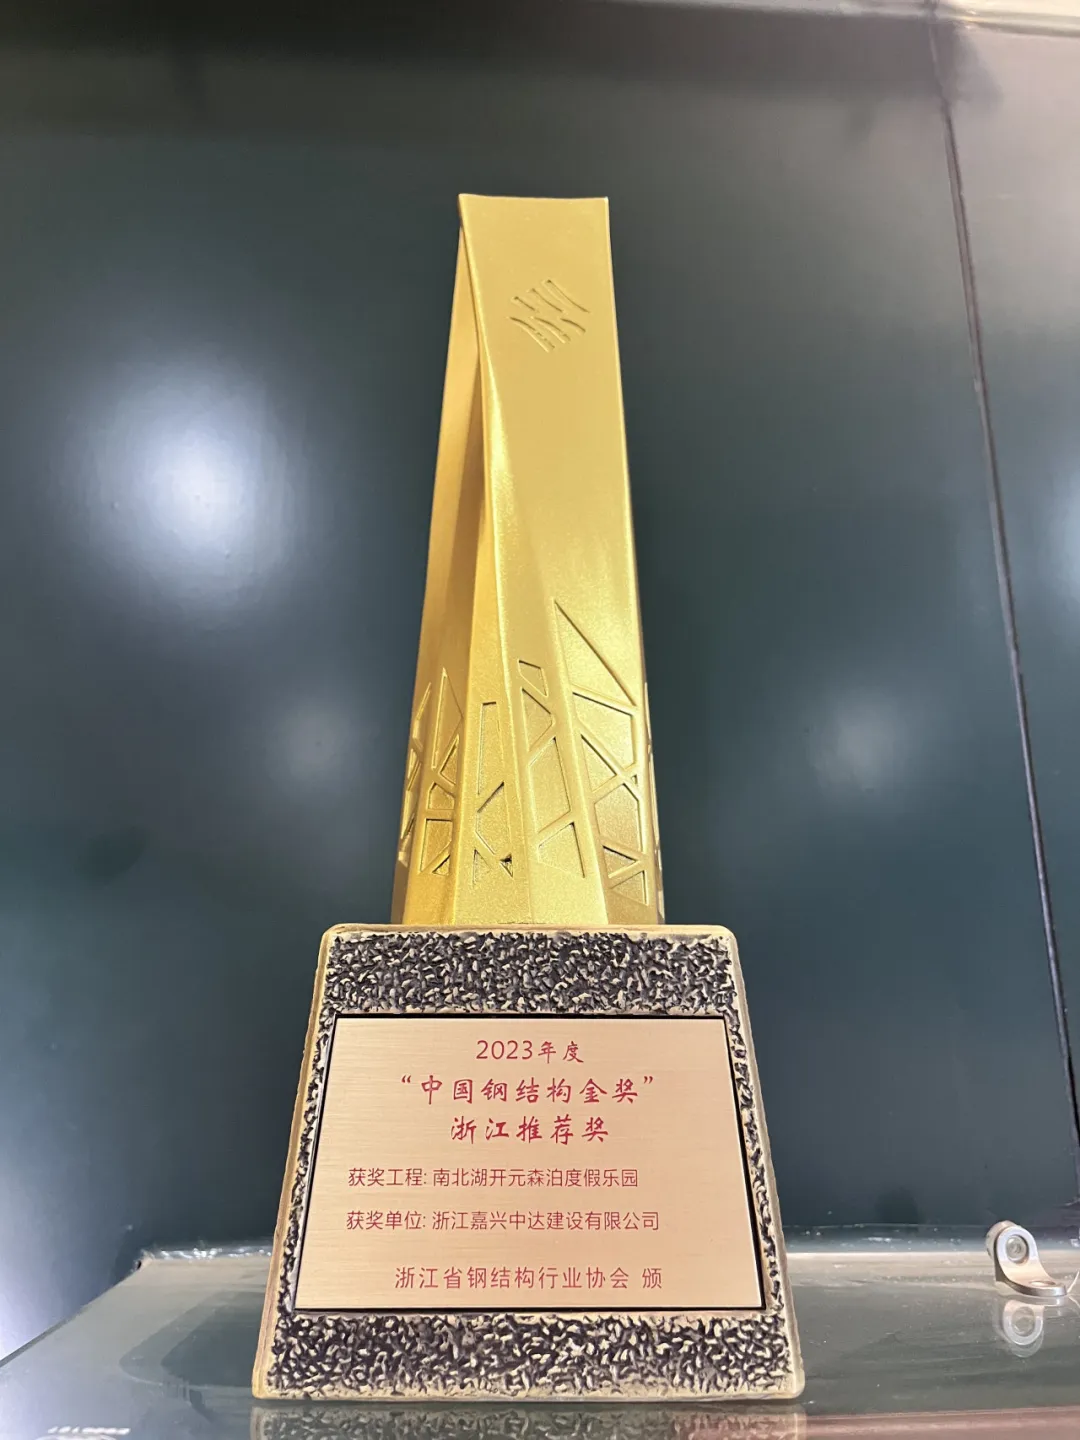 2023年度
“中国钢结构金奖”
浙江推荐奖
获奖工程: 南北湖开元森泊度假乐园
获奖单位: 浙江嘉兴中达建设有限公司
浙江省钢结构行业协会 颁